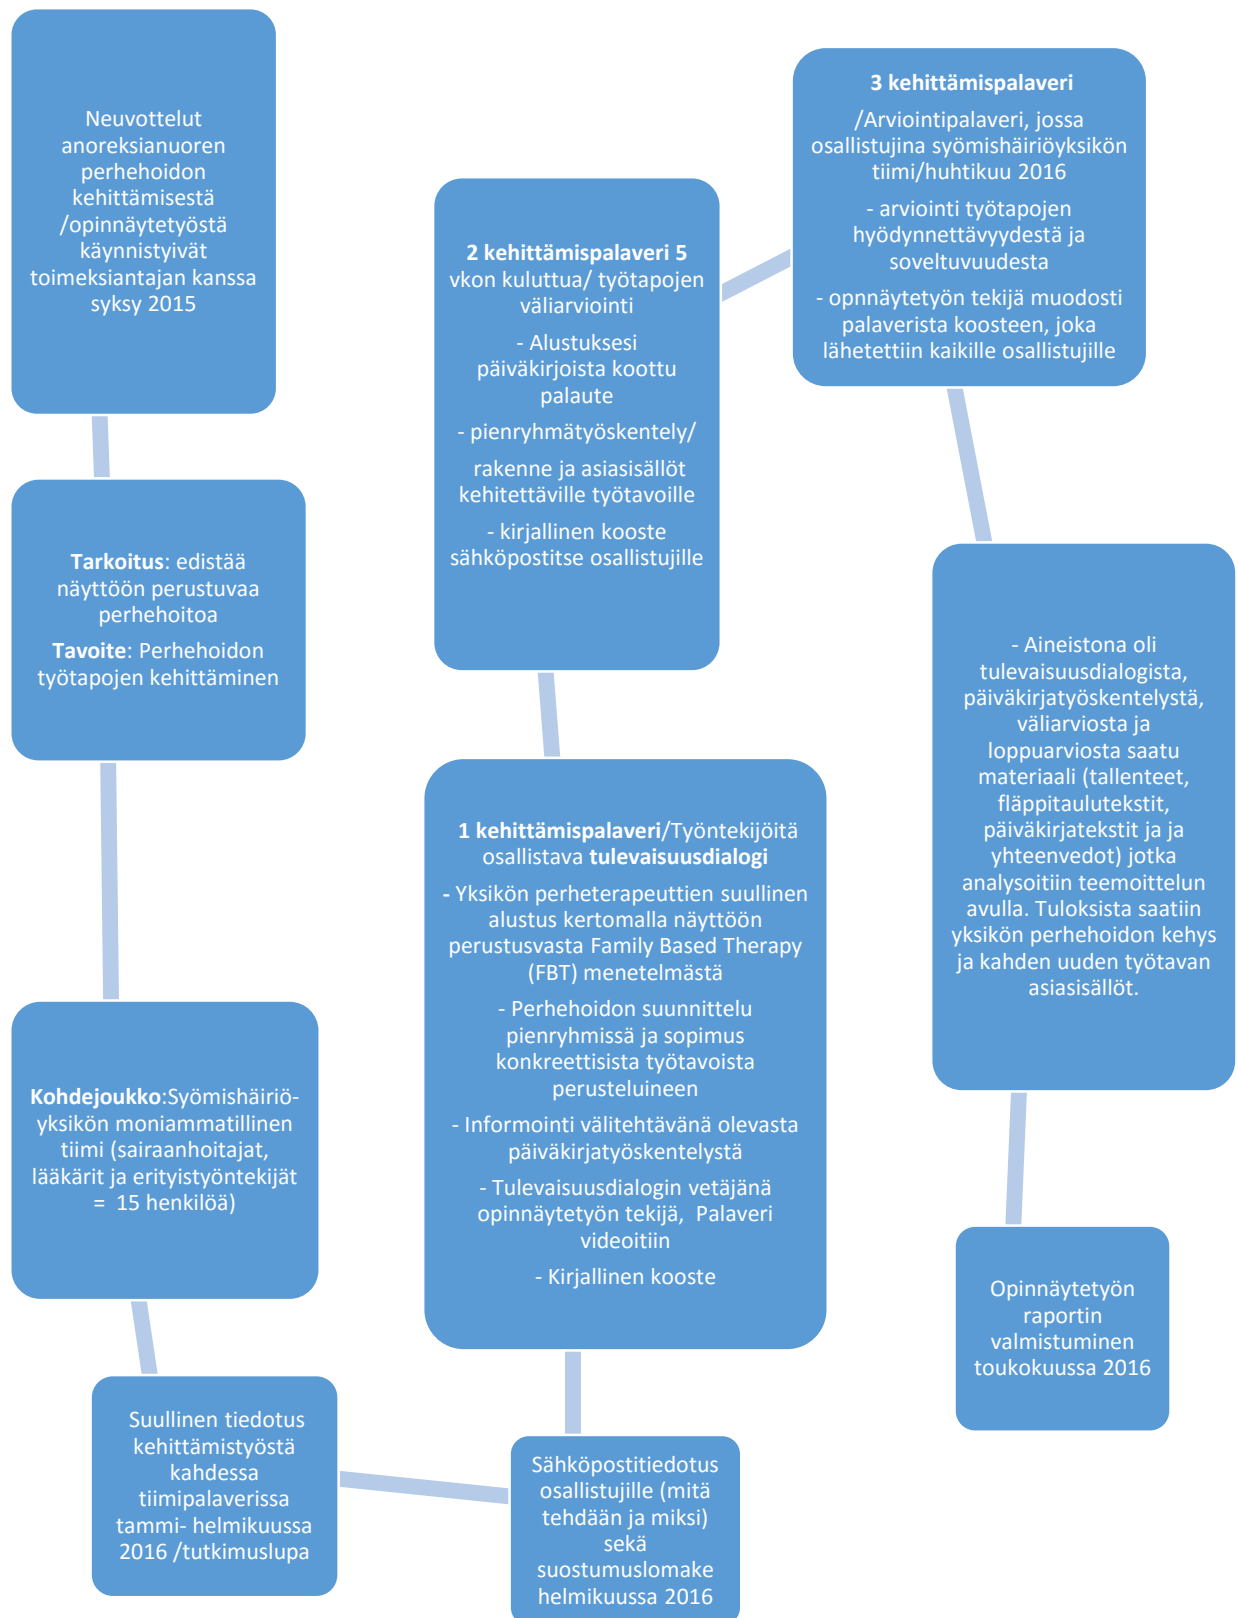 Neuvottelut
anoreksianuoren
perhehoidon
kehittämisestä
/opinnäytetyöstä
käynnistyivät
toimeksiantajan kanssa
syksy 2015
Tarkoitus: edistää
näyttöön perustuvaa
perhehoitoa
Tavoite: Perhehoidon
työtapojen kehittäminen
Kohdejoukko:Syömishäiriö-
yksikön moniammatillinen
tiimi (sairaanhoitajat,
lääkärit ja erityistyöntekijät
= 15 henkilöä)
Suullinen tiedotus
kehittämistyöstä
kahdessa
tiimipalaverissa
tammi- helmikuussa
2016 /tutkimuslupa
Sähköpostitiedotus
osallistujille (mitä
tehdään ja miksi)
sekä
suostumuslomake
helmikuussa 2016
1 kehittämispalaveri/Työntekijöitä
osallistava tulevaisuusdialogi
- Yksikön perheterapeuttien suullinen
alustus kertomalla näyttöön
perustusvasta Family Based Therapy
(FBT) menetelmästä
- Perhehoidon suunnittelu
pienryhmissä ja sopimus
konkreettisista työtavoista
perusteluineen
- Informointi välitehtävänä olevasta
päiväkirjatyöskentelystä
- Tulevaisuusdialogin vetäjänä
opinnäytetyön tekijä, Palaveri
videoitiin
- Kirjallinen kooste
2 kehittämispalaveri 5
vkon kuluttua/ työtapojen
väliarviointi
- Alustuksesi
päiväkirjoista koottu
palaute
- pienryhmätyöskentely/
rakenne ja asiasisällöt
kehitettäville työtavoille
- kirjallinen kooste
sähköpostitse osallistujille
3 kehittämispalaveri
/Arviointipalaveri, jossa
osallistujina syömishäiriöyksikön
tiimi/huhtikuu 2016
- arviointi työtapojen
hyödynnettävyydestä ja
soveltuvuudesta
- opnnäytetyön tekijä muodosti
palaverista koosteen, joka
lähetettiin kaikille osallistujille
- Aineistona oli
tulevaisuusdialogista,
päiväkirjatyöskentelystä,
väliarviosta ja
loppuarviosta saatu
materiaali (tallenteet,
fläppitaulutekstit,
päiväkirjatekstit ja ja
yhteenvedot) jotka
analysoitiin teemoittelun
avulla. Tuloksista saatiin
yksikön perhehoidon kehys
ja kahden uuden työtavan
asiasisällöt.
Opinnäytetyön
raportin
valmistuminen
toukokuussa 2016